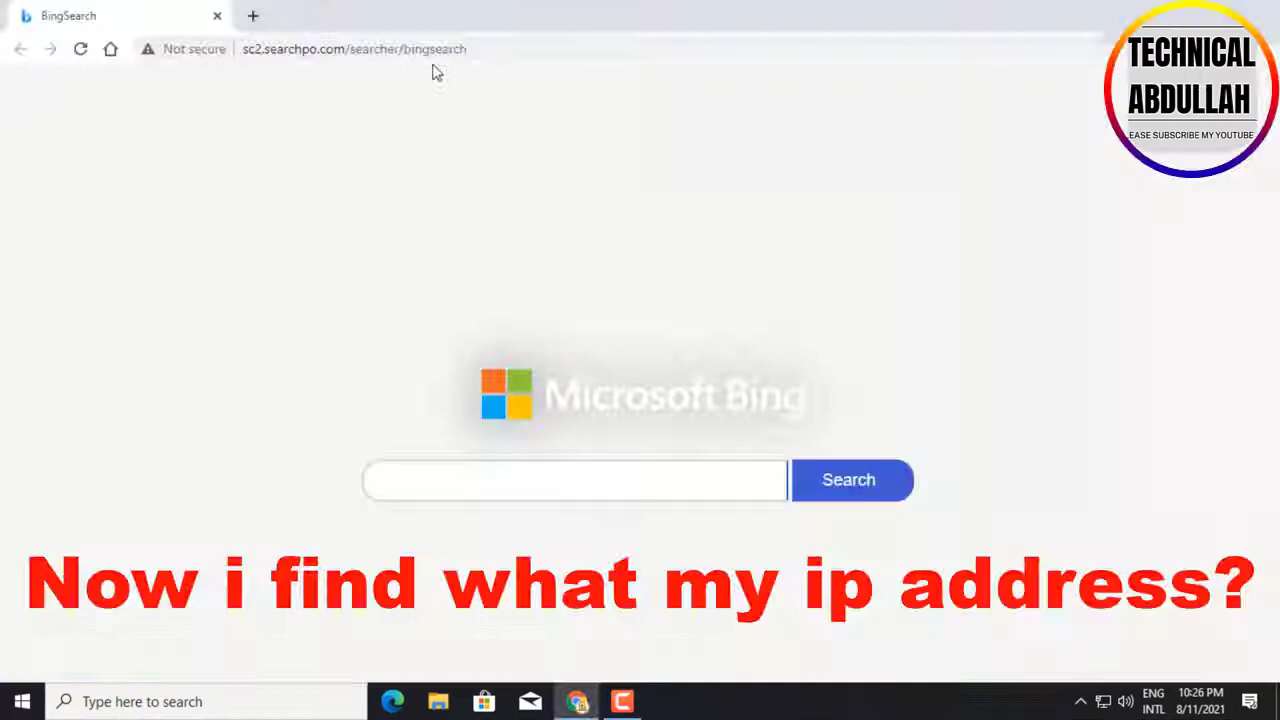 BingSearch
Not secure
sc2.searchpo.com/searcher/bingsearch
TECHNICAL
ABDULLAH
EASE SUBSCRIBE MY YOUTUBE
Microsoft Bing
Search
Now i find what my ip address?
Type here to search
ENG
INTL
10:26 PM
8/11/2021